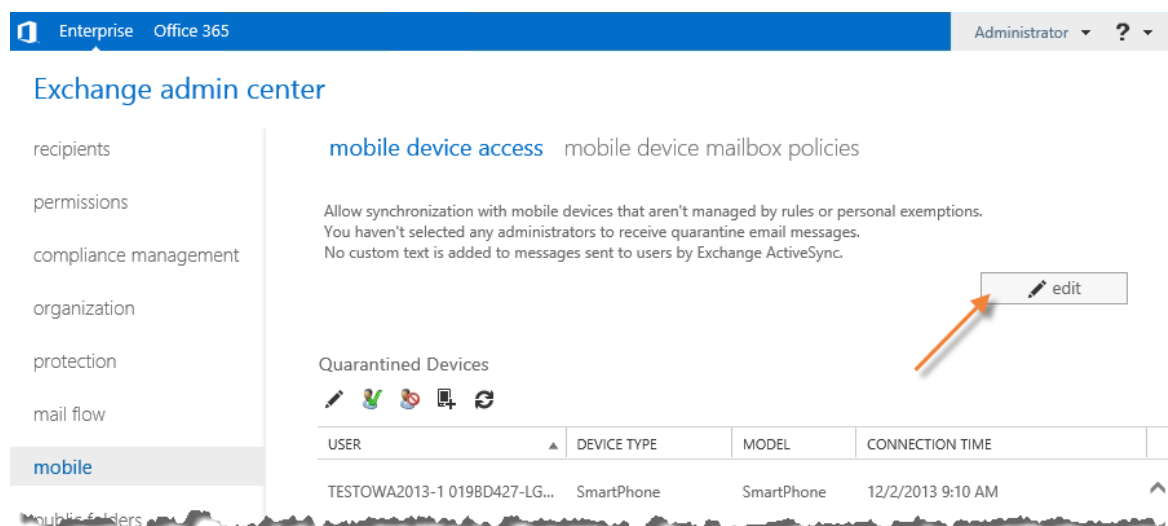 Enterprise Office 365 Administrator ?
Exchange admin center
recipients
permissions
compliance management
organization
protection
mail flow
mobile
public folders
mobile device access mobile device mailbox policies
Allow synchronization with mobile devices that aren't managed by rules or personal exemptions.
You haven't selected any administrators to receive quarantine email messages.
No custom text is added to messages sent to users by Exchange ActiveSync.
edit
Quarantined Devices
USER DEVICE TYPE MODEL CONNECTION TIME
TESTOWA2013-1 019BD427-LG... SmartPhone SmartPhone 12/2/2013 9:10 AM